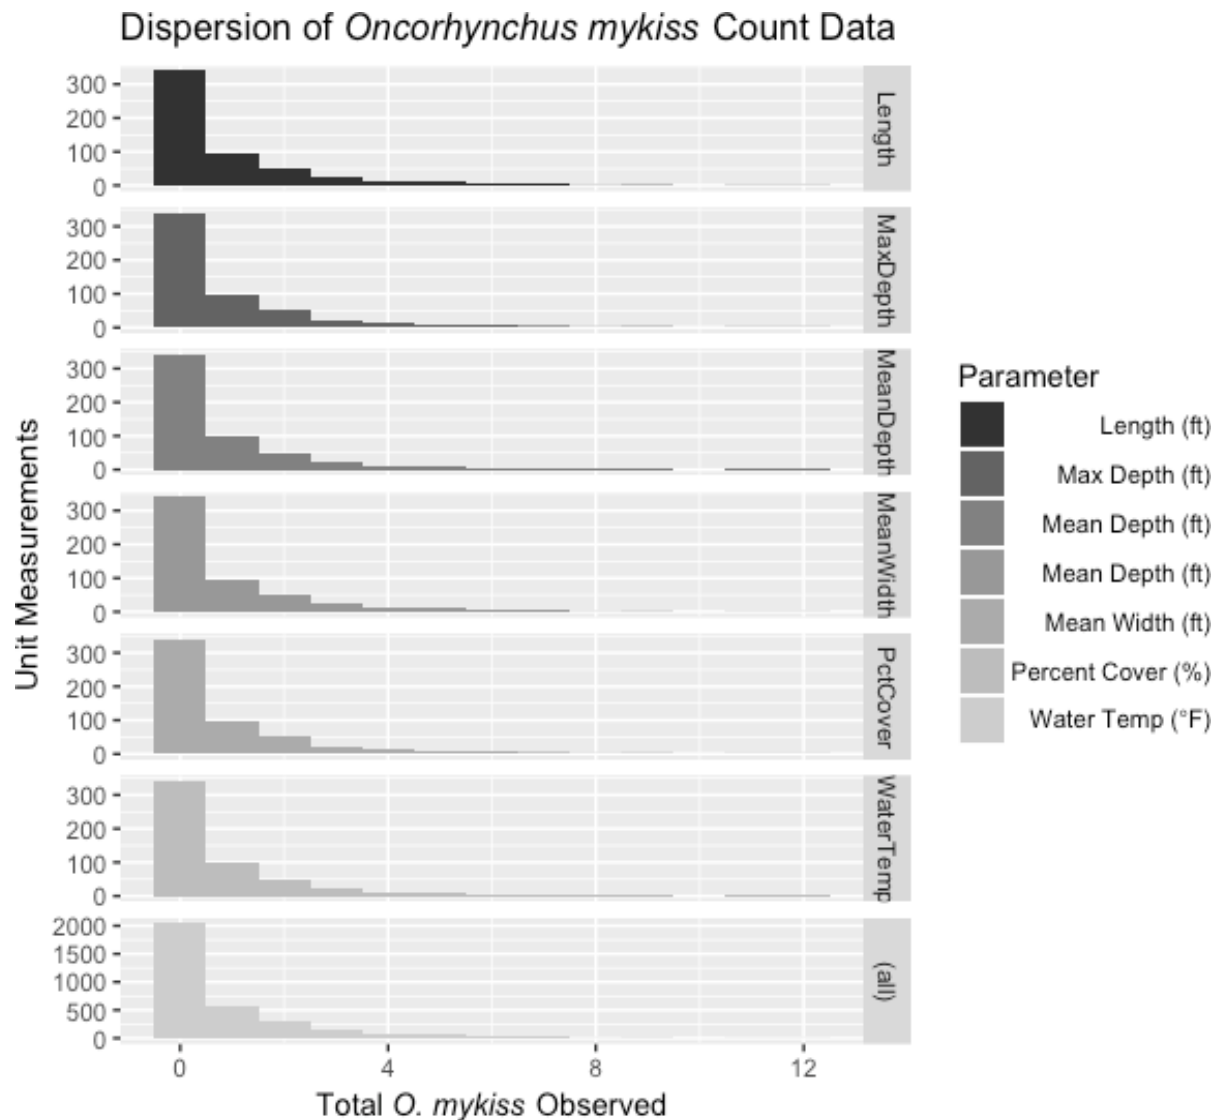 Dispersion of Oncorhynchus mykiss Count Data
300
200
100
0
Length
300
200
100
0
MaxDepth
300
200
100
0
MeanDepth
300
200
100
0
MeanWidth
300
200
100
0
PctCover
300
200
100
0
WaterTemp
2000
1500
1000
500
0
(all)
0 4 8 12
Total O. mykiss Observed
Unit Measurements
Parameter
Length (ft)
Max Depth (ft)
Mean Depth (ft)
Mean Depth (ft)
Mean Width (ft)
Percent Cover (%)
Water Temp (°F)